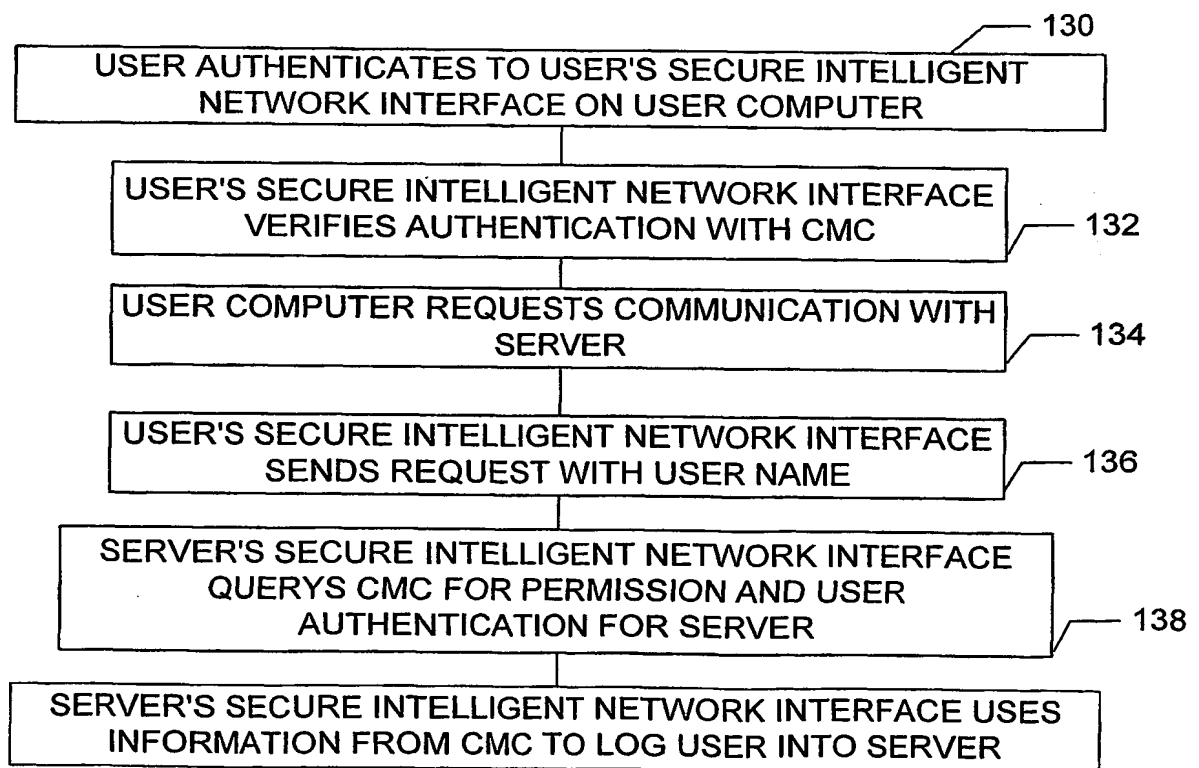 130
USER AUTHENTICATES TO USER'S SECURE INTELLIGENT
NETWORK INTERFACE ON USER COMPUTER
USER'S SECURE INTELLIGENT NETWORK INTERFACE
VERIFIES AUTHENTICATION WITH CMC
132
USER COMPUTER REQUESTS COMMUNICATION WITH
SERVER
134
USER'S SECURE INTELLIGENT NETWORK INTERFACE
SENDS REQUEST WITH USER NAME
136
SERVER'S SECURE INTELLIGENT NETWORK INTERFACE
QUERYS CMC FOR PERMISSION AND USER
AUTHENTICATION FOR SERVER
138
SERVER'S SECURE INTELLIGENT NETWORK INTERFACE USES
INFORMATION FROM CMC TO LOG USER INTO SERVER